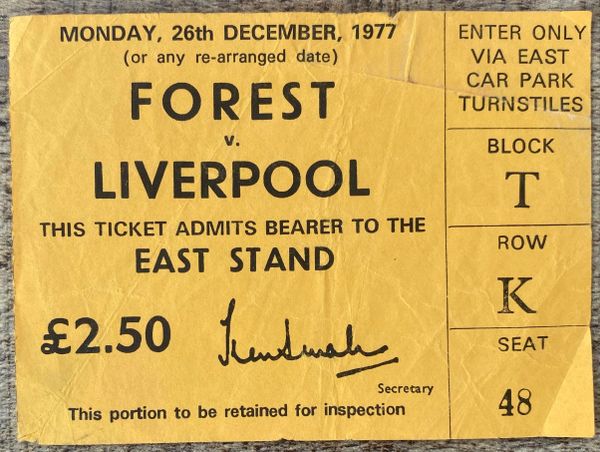 MONDAY, 26th DECEMBER, 1977
(or any re-arranged date)
FOREST
v.
LIVERPOOL
THIS TICKET ADMITS BEARER TO THE
EAST STAND
£2.50
Secretary
This portion to be retained for inspection
ENTER ONLY
VIA EAST
CAR PARK
TURNSTILES
BLOCK
T
ROW
K
SEAT
48